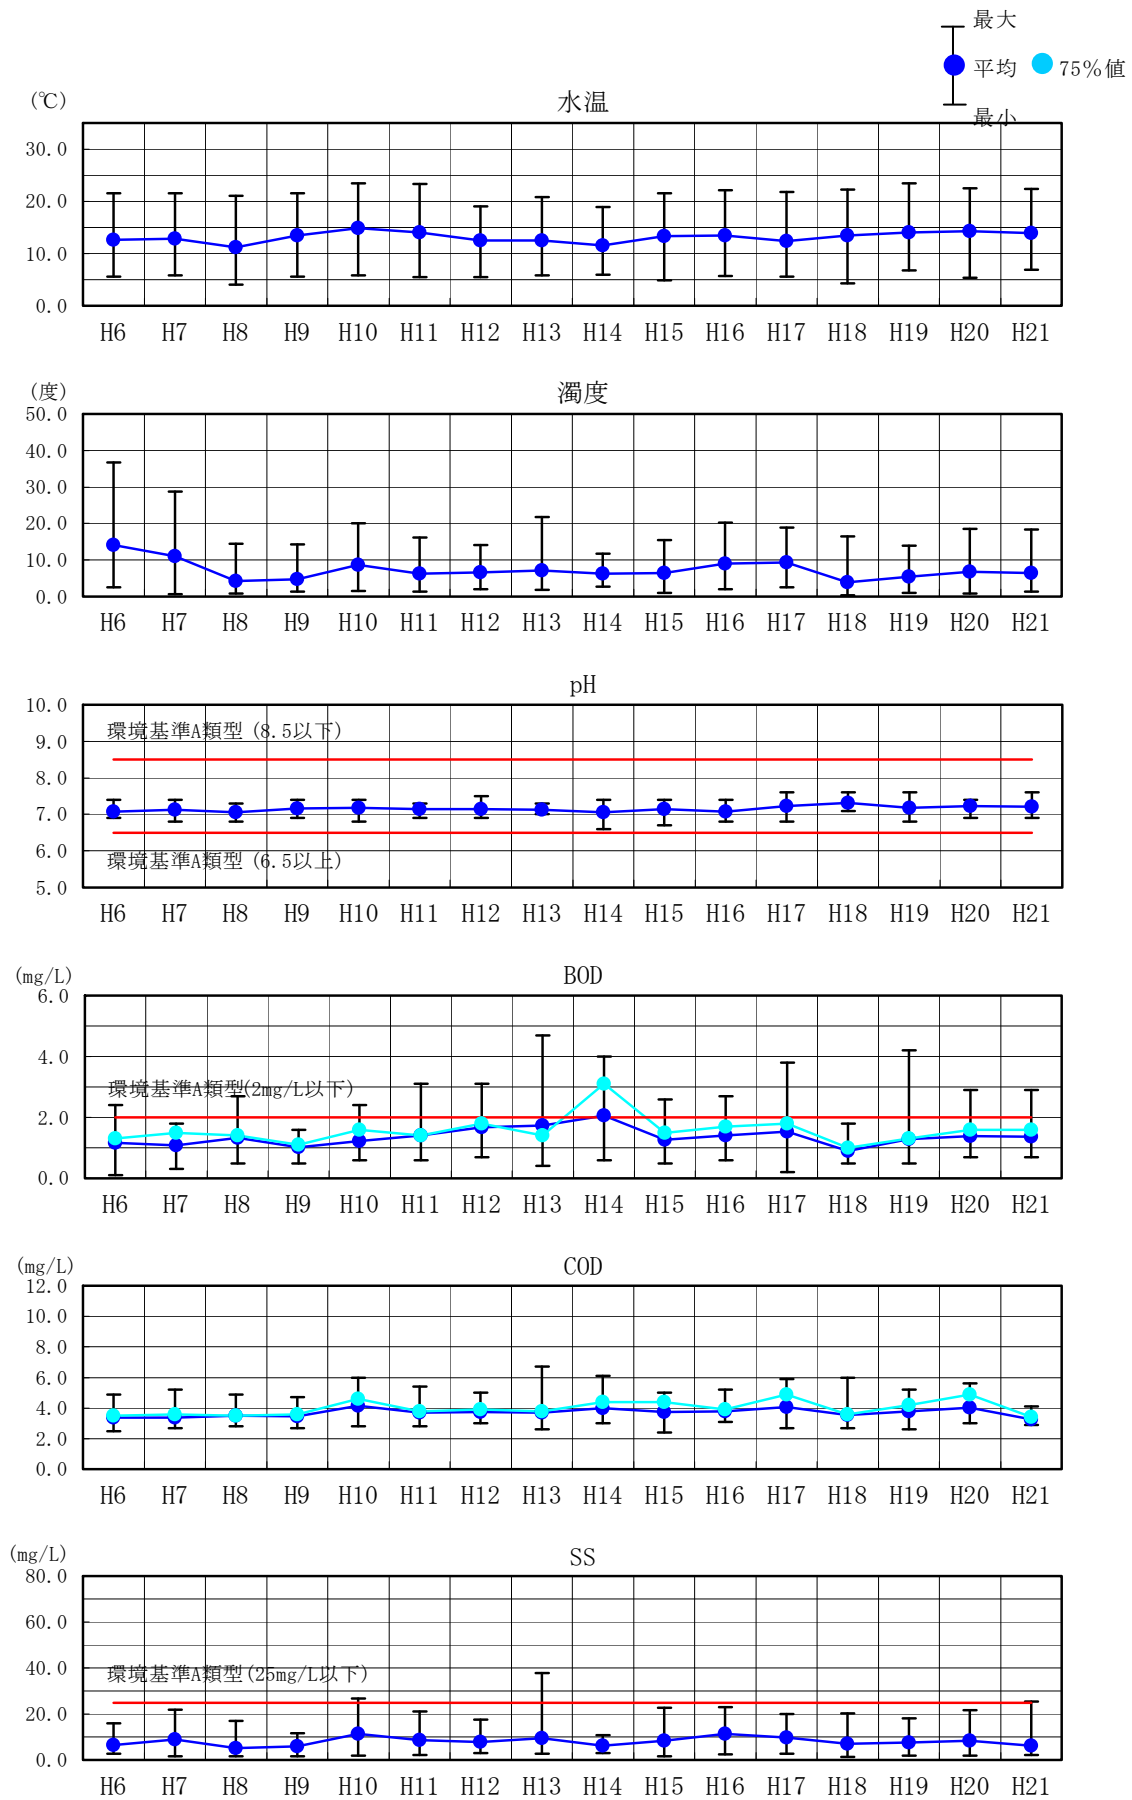 最大
平均 75%値
最小
(℃) 水温
30.0
20.0
10.0
0.0
H6 H7 H8 H9 H10 H11 H12 H13 H14 H15 H16 H17 H18 H19 H20 H21
(度) 濁度
50.0
40.0
30.0
20.0
10.0
0.0
H6 H7 H8 H9 H10 H11 H12 H13 H14 H15 H16 H17 H18 H19 H20 H21
pH
10.0
環境基準A類型 (8.5以下)
9.0
8.0
7.0
6.0
環境基準A類型 (6.5以上)
5.0
H6 H7 H8 H9 H10 H11 H12 H13 H14 H15 H16 H17 H18 H19 H20 H21
(mg/L) BOD
6.0
4.0
環境基準A類型(2mg/L以下)
2.0
0.0
H6 H7 H8 H9 H10 H11 H12 H13 H14 H15 H16 H17 H18 H19 H20 H21
(mg/L) COD
12.0
10.0
8.0
6.0
4.0
2.0
0.0
H6 H7 H8 H9 H10 H11 H12 H13 H14 H15 H16 H17 H18 H19 H20 H21
(mg/L) SS
80.0
60.0
40.0 環境基準A類型(25mg/L以下)
20.0
0.0
H6 H7 H8 H9 H10 H11 H12 H13 H14 H15 H16 H17 H18 H19 H20 H21